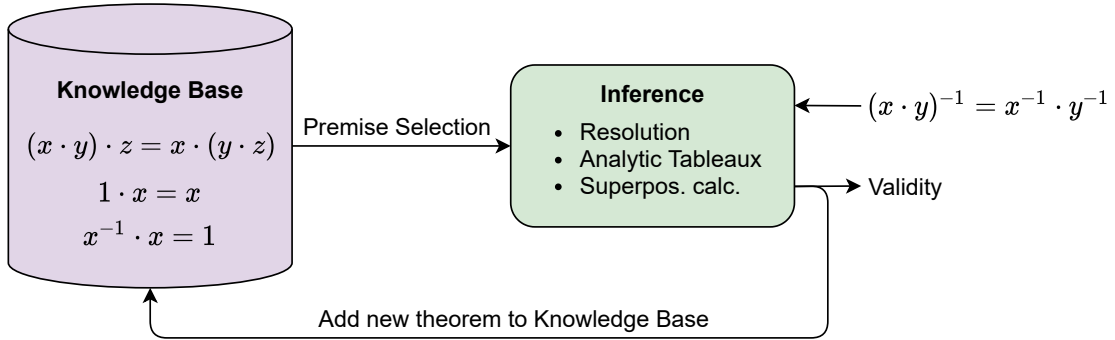 Knowledge Base
(x · y) · z = x · (y · z)
1 · x = x
x⁻¹ · x = 1
Premise Selection
Inference
• Resolution
• Analytic Tableaux
• Superpos. calc.
(x · y)⁻¹ = x⁻¹ · y⁻¹
Validity
Add new theorem to Knowledge Base